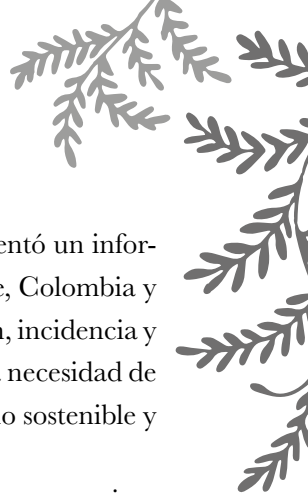 entó un infor-
, Colombia y
, incidencia y
necesidad de
o sostenible y
.